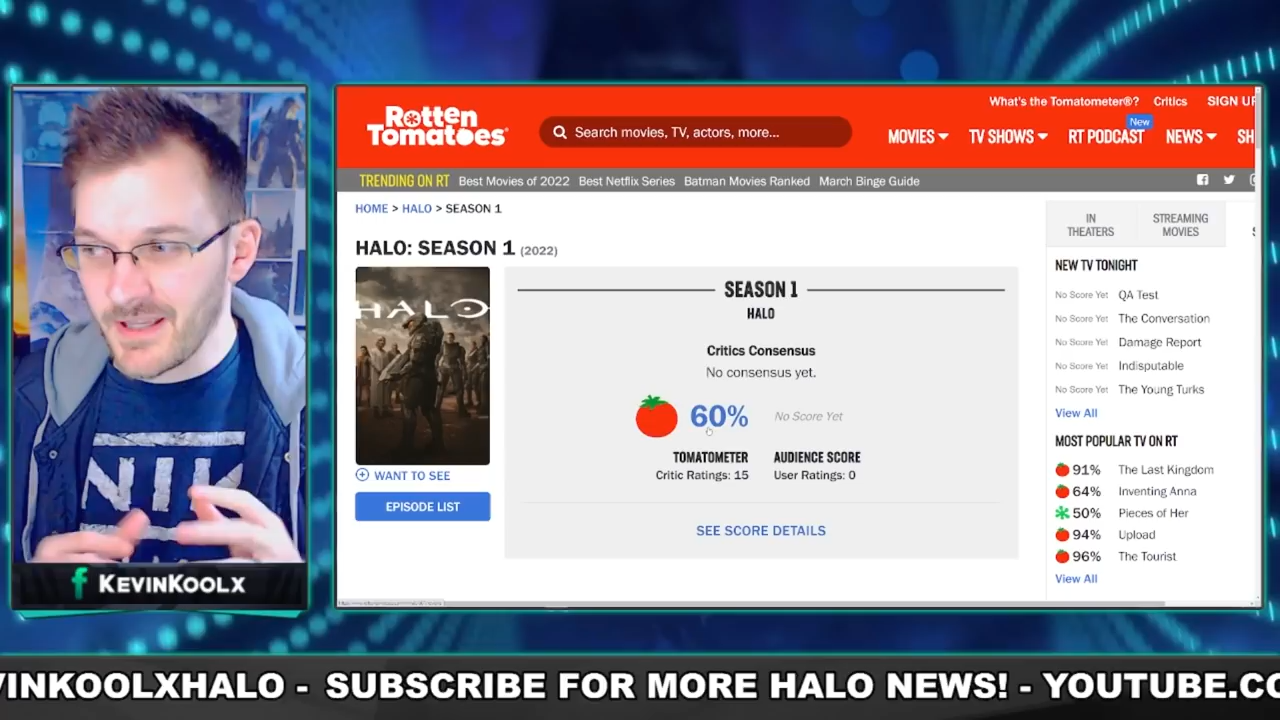 Rotten
Tomatoes
Search movies, TV, actors, more...
What's the Tomatometer®? Critics SIGN UP
MOVIES TV SHOWS New RT PODCAST NEWS SH
TRENDING ON RT Best Movies of 2022 Best Netflix Series Batman Movies Ranked March Binge Guide
HOME > HALO > SEASON 1
HALO: SEASON 1 (2022)
HALO
WANT TO SEE
EPISODE LIST
SEASON 1
HALO
Critics Consensus
No consensus yet.
60% No Score Yet
TOMATOMETER AUDIENCE SCORE
Critic Ratings: 15 User Ratings: 0
SEE SCORE DETAILS
IN THEATERS
STREAMING MOVIES
NEW TV TONIGHT
No Score Yet QA Test
No Score Yet The Conversation
No Score Yet Damage Report
No Score Yet Indisputable
No Score Yet The Young Turks
View All
MOST POPULAR TV ON RT
91% The Last Kingdom
64% Inventing Anna
50% Pieces of Her
94% Upload
96% The Tourist
View All
KEVINKOOLX
VINKOOLXHALO - SUBSCRIBE FOR MORE HALO NEWS! - YOUTUBE.CO